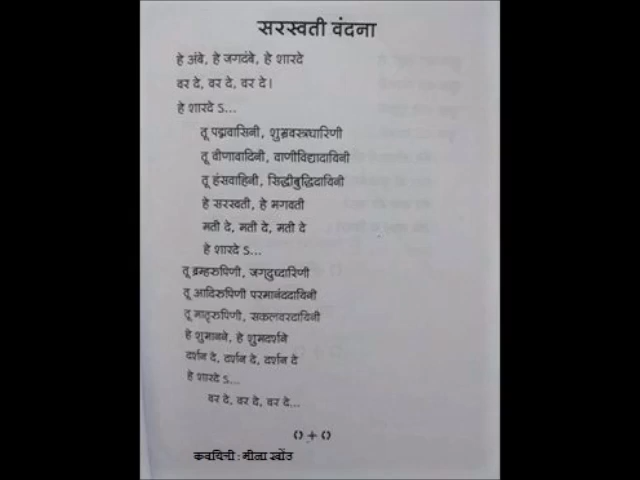 सरस्वती वंदना
हे अंबे, हे जगदंबे, हे शारदे
वर दे, वर दे, वर दे।
हे शारदे ऽ...
तू पद्मवासिनी, शुभ्रवस्त्रधारिणी
तू वीणावादिनी, वाणीविद्यादायिनी
तू हंसवाहिनी, सिद्धीबुद्धिदायिनी
हे सरस्वती, हे भगवती
मती दे, मती दे, मती दे
हे शारदे ऽ...
तू ब्रम्हरुपिणी, जगदुध्दारिणी
तू आदिरुपिणी परमानंददायिनी
तू मातृरुपिणी, सकलवरदायिनी
हे शुभानने, हे शुभदर्शने
दर्शन दे, दर्शन दे, दर्शन दे
हे शारदे ऽ...
वर दे, वर दे, वर दे...
कवयित्री : नीला